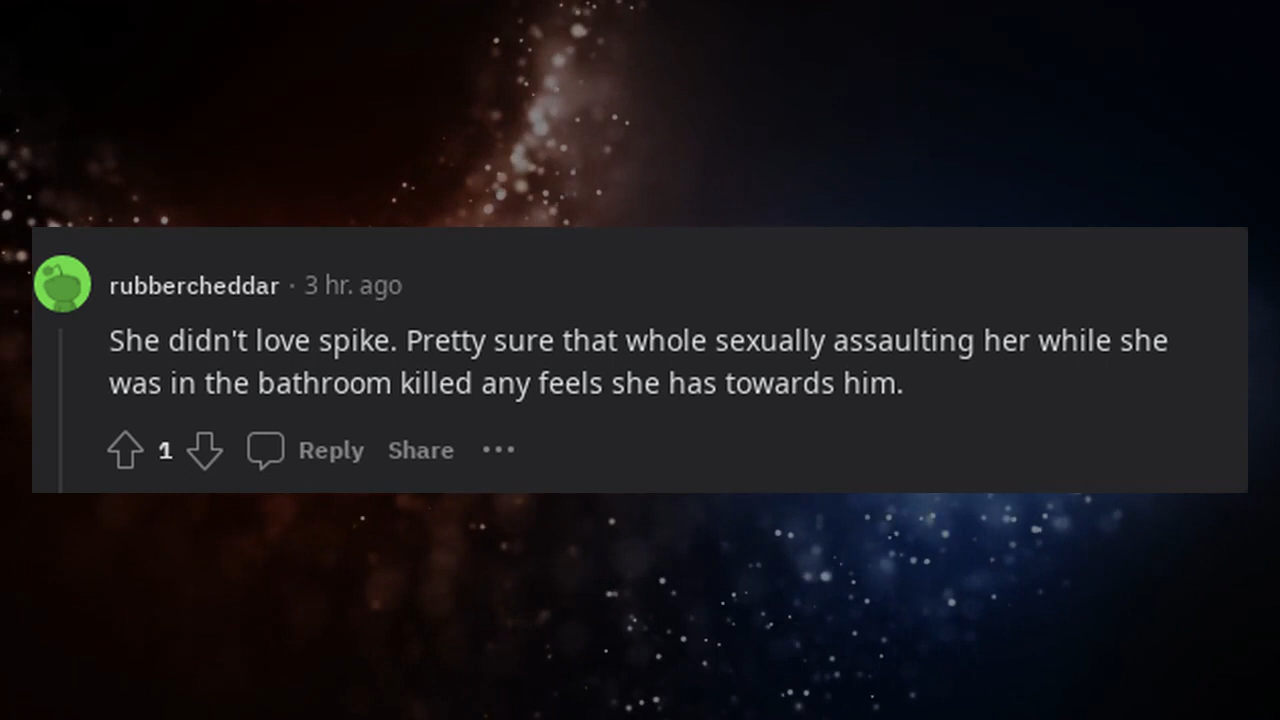 rubbercheddar · 3 hr. ago
She didn't love spike. Pretty sure that whole sexually assaulting her while she
was in the bathroom killed any feels she has towards him.
1 Reply Share •••